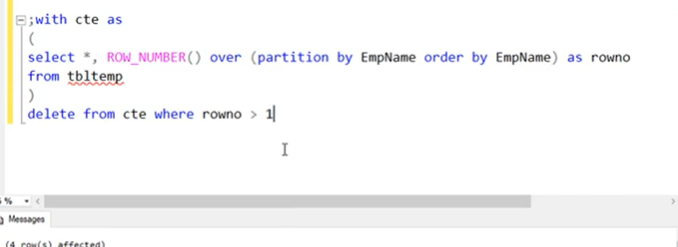 ;with cte as
(
select *, ROW_NUMBER() over (partition by EmpName order by EmpName) as rowno
from tbltemp
)
delete from cte where rowno > 1
%
Messages
(4 row(s) affected)